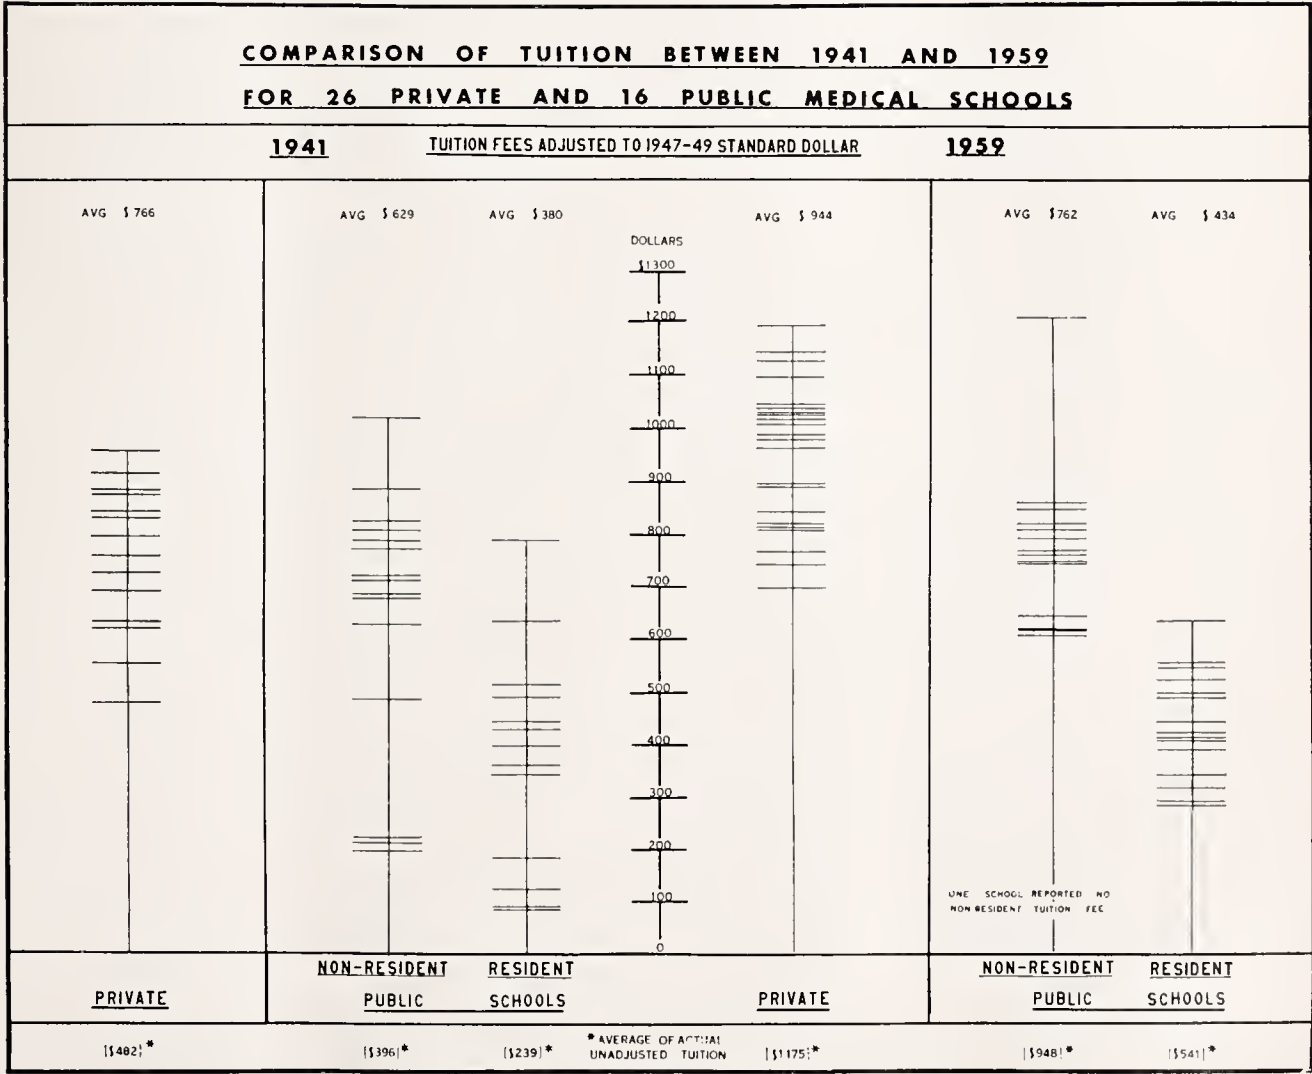 COMPARISON OF TUITION BETWEEN 1941 AND 1959
FOR 26 PRIVATE AND 16 PUBLIC MEDICAL SCHOOLS
1941 TUITION FEES ADJUSTED TO 1947-49 STANDARD DOLLAR 1959
AVG $766 AVG $629 AVG $380 AVG $944 AVG $762 AVG $434
DOLLARS
$1300
1200
1100
1000
900
800
700
600
500
400
300
200
100
0
ONE SCHOOL REPORTED NO
NON RESIDENT TUITION FEE
NON-RESIDENT RESIDENT NON-RESIDENT RESIDENT
PRIVATE PUBLIC SCHOOLS PRIVATE PUBLIC SCHOOLS
* AVERAGE OF ACTUAL
($482)* ($396)* ($239)* UNADJUSTED TUITION ($1175)* ($948)* ($541)*